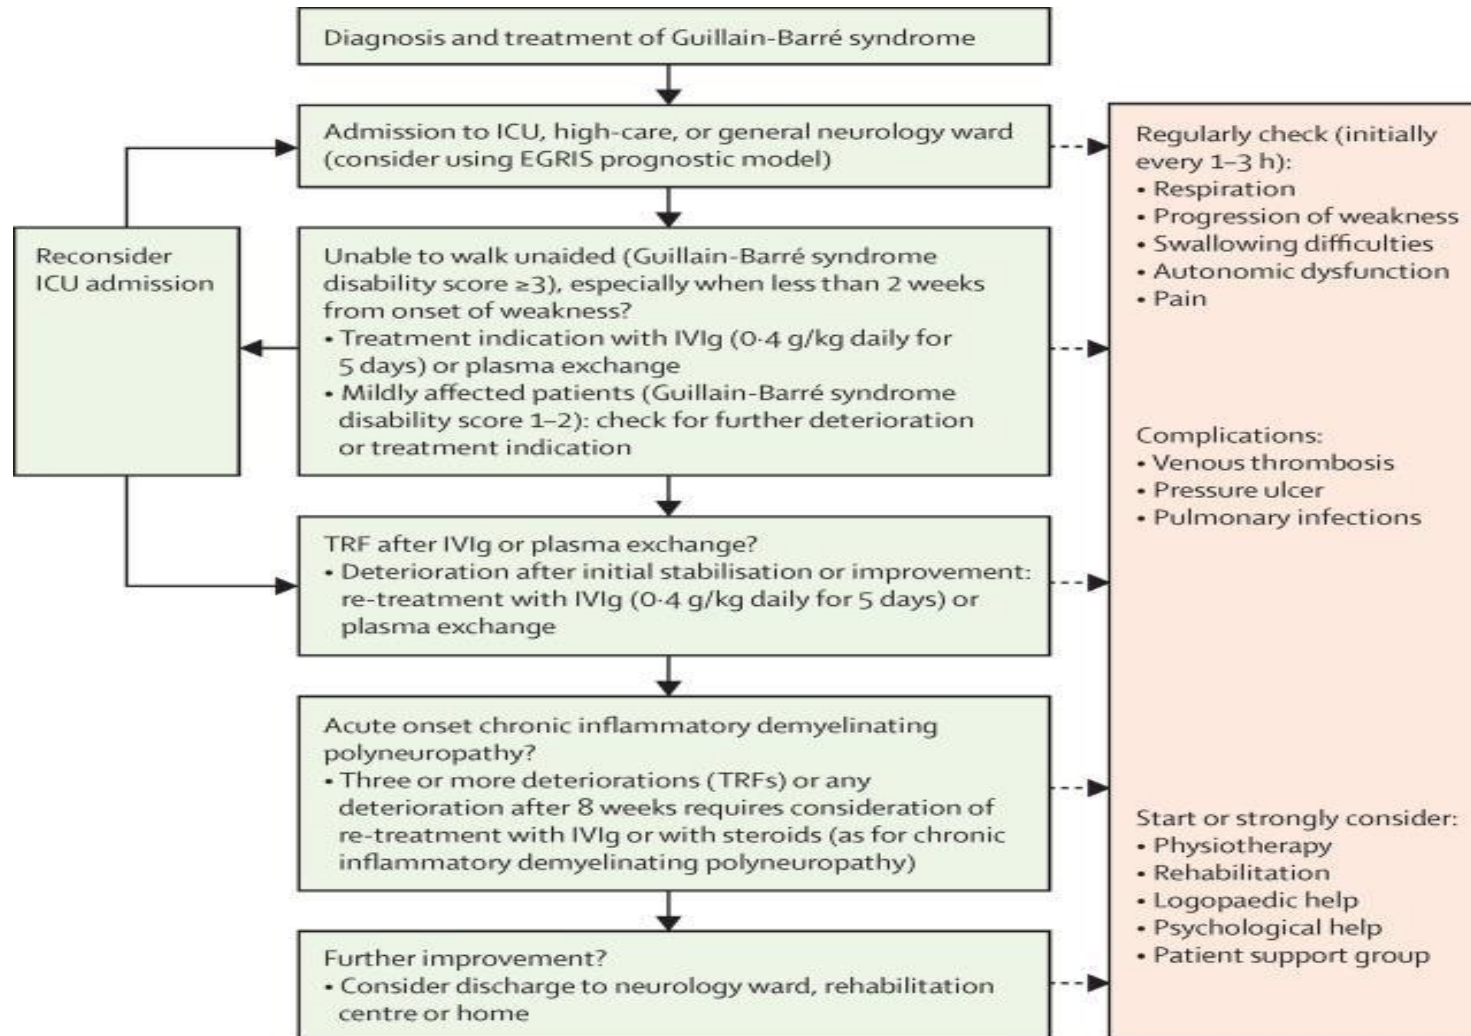 Diagnosis and treatment of Guillain-Barré syndrome
Admission to ICU, high-care, or general neurology ward
(consider using EGRIS prognostic model)
Reconsider
ICU admission
Unable to walk unaided (Guillain-Barré syndrome
disability score ≥3), especially when less than 2 weeks
from onset of weakness?
• Treatment indication with IVIg (0·4 g/kg daily for
5 days) or plasma exchange
• Mildly affected patients (Guillain-Barré syndrome
disability score 1–2): check for further deterioration
or treatment indication
TRF after IVIg or plasma exchange?
• Deterioration after initial stabilisation or improvement:
re-treatment with IVIg (0·4 g/kg daily for 5 days) or
plasma exchange
Acute onset chronic inflammatory demyelinating
polyneuropathy?
• Three or more deteriorations (TRFs) or any
deterioration after 8 weeks requires consideration of
re-treatment with IVIg or with steroids (as for chronic
inflammatory demyelinating polyneuropathy)
Further improvement?
• Consider discharge to neurology ward, rehabilitation
centre or home
Regularly check (initially
every 1–3 h):
• Respiration
• Progression of weakness
• Swallowing difficulties
• Autonomic dysfunction
• Pain
Complications:
• Venous thrombosis
• Pressure ulcer
• Pulmonary infections
Start or strongly consider:
• Physiotherapy
• Rehabilitation
• Logopaedic help
• Psychological help
• Patient support group